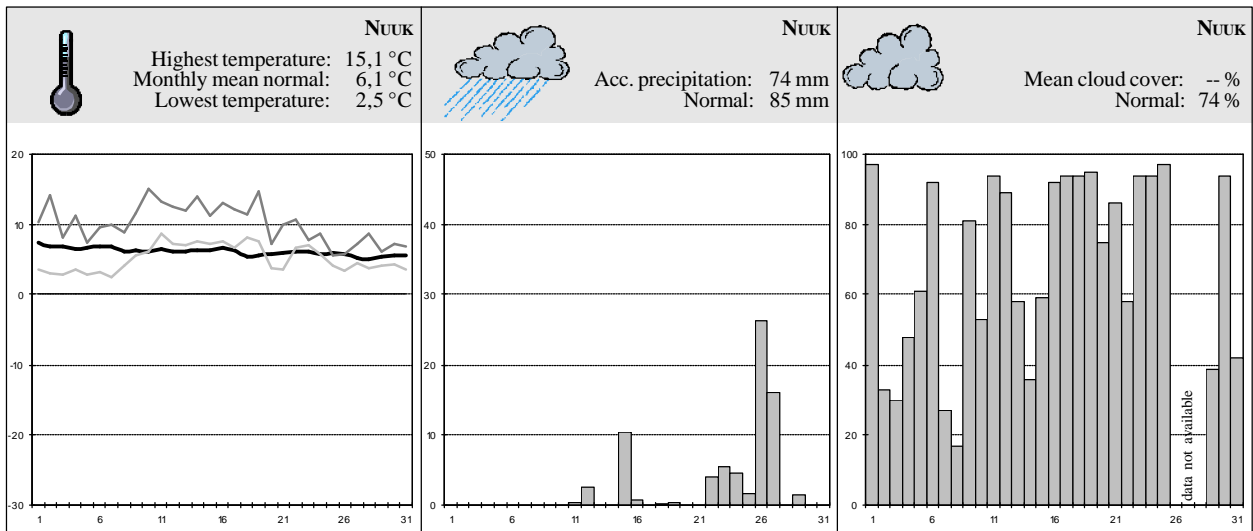 NUUK
Highest temperature: 15,1 °C
Monthly mean normal: 6,1 °C
Lowest temperature: 2,5 °C
20
10
0
-10
-20
-30
1 6 11 16 21 26 31
NUUK
Acc. precipitation: 74 mm
Normal: 85 mm
50
40
30
20
10
0
1 6 11 16 21 26 31
NUUK
Mean cloud cover: -- %
Normal: 74 %
100
80
60
40
20
0
data not available
1 6 11 16 21 26 31